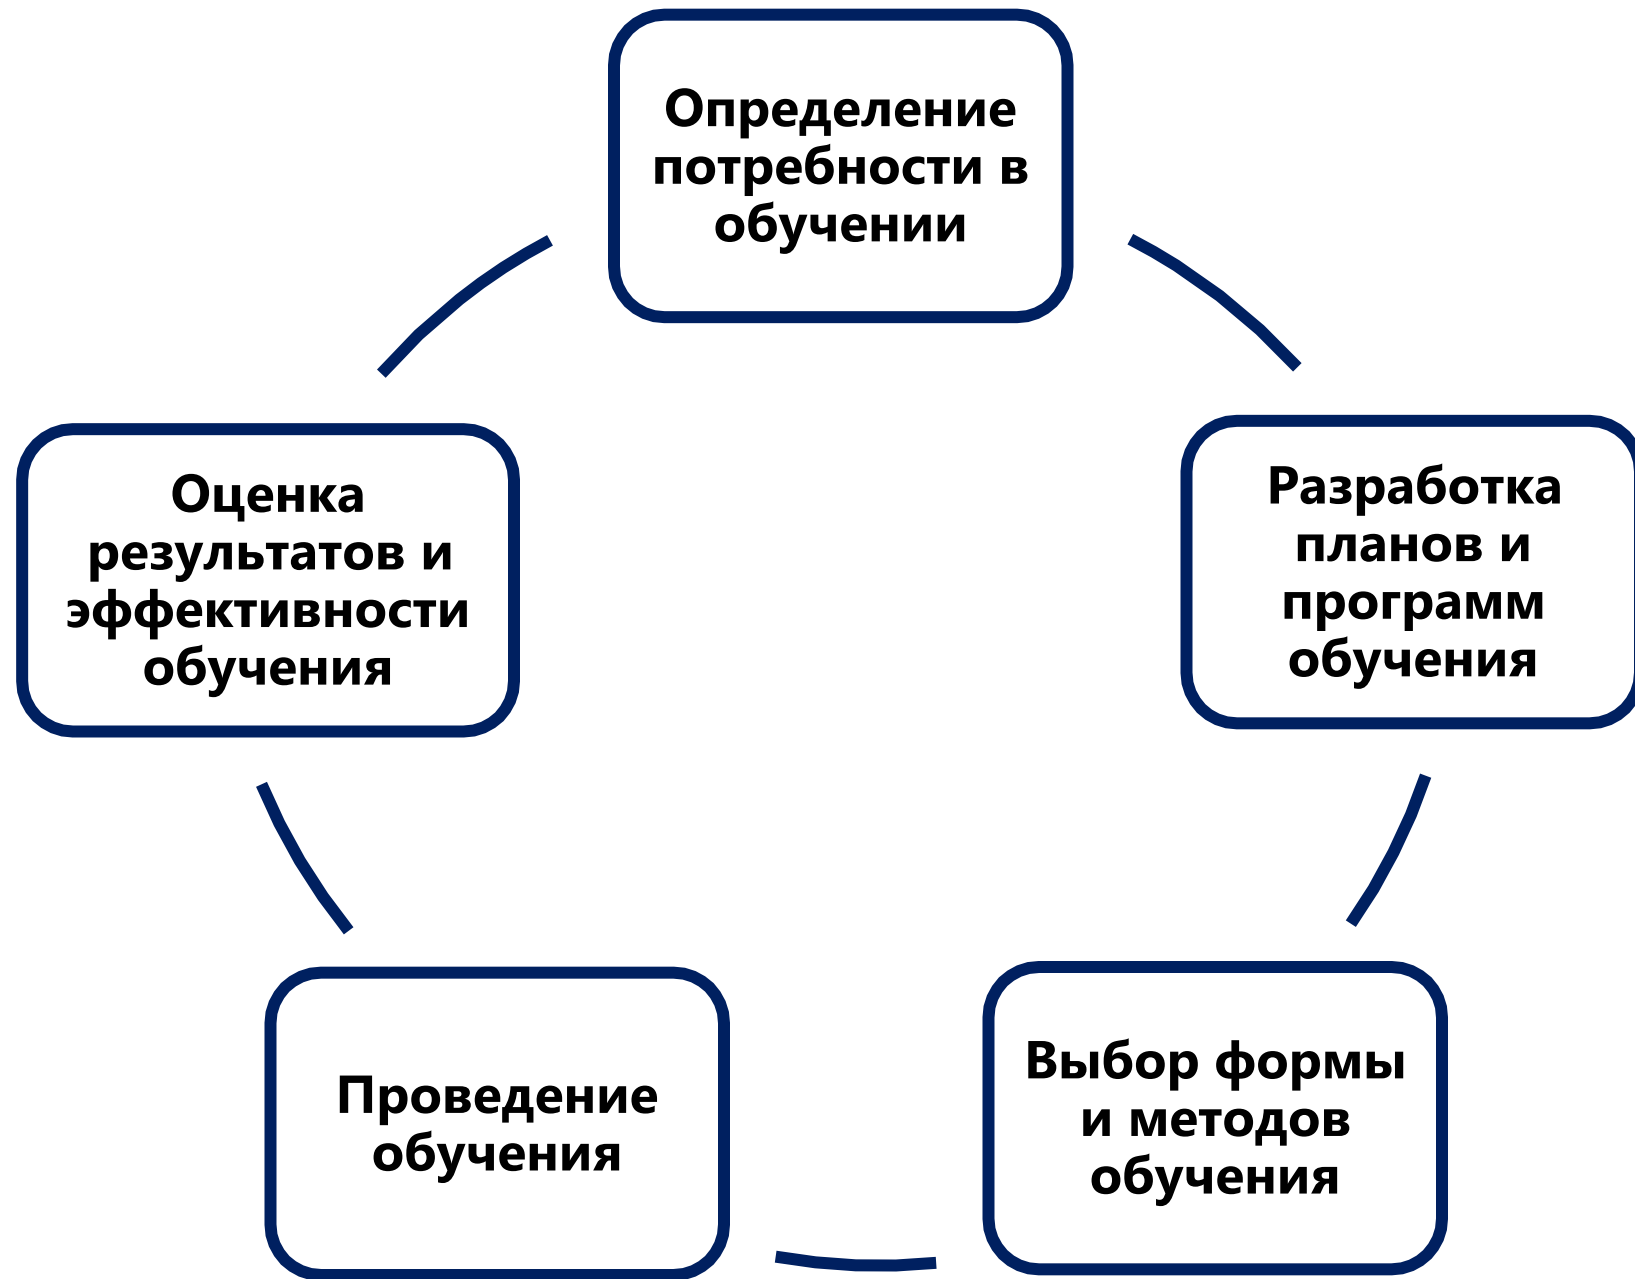 Определение
потребности в
обучении
Разработка
планов и
программ
обучения
Выбор формы
и методов
обучения
Проведение
обучения
Оценка
результатов и
эффективности
обучения